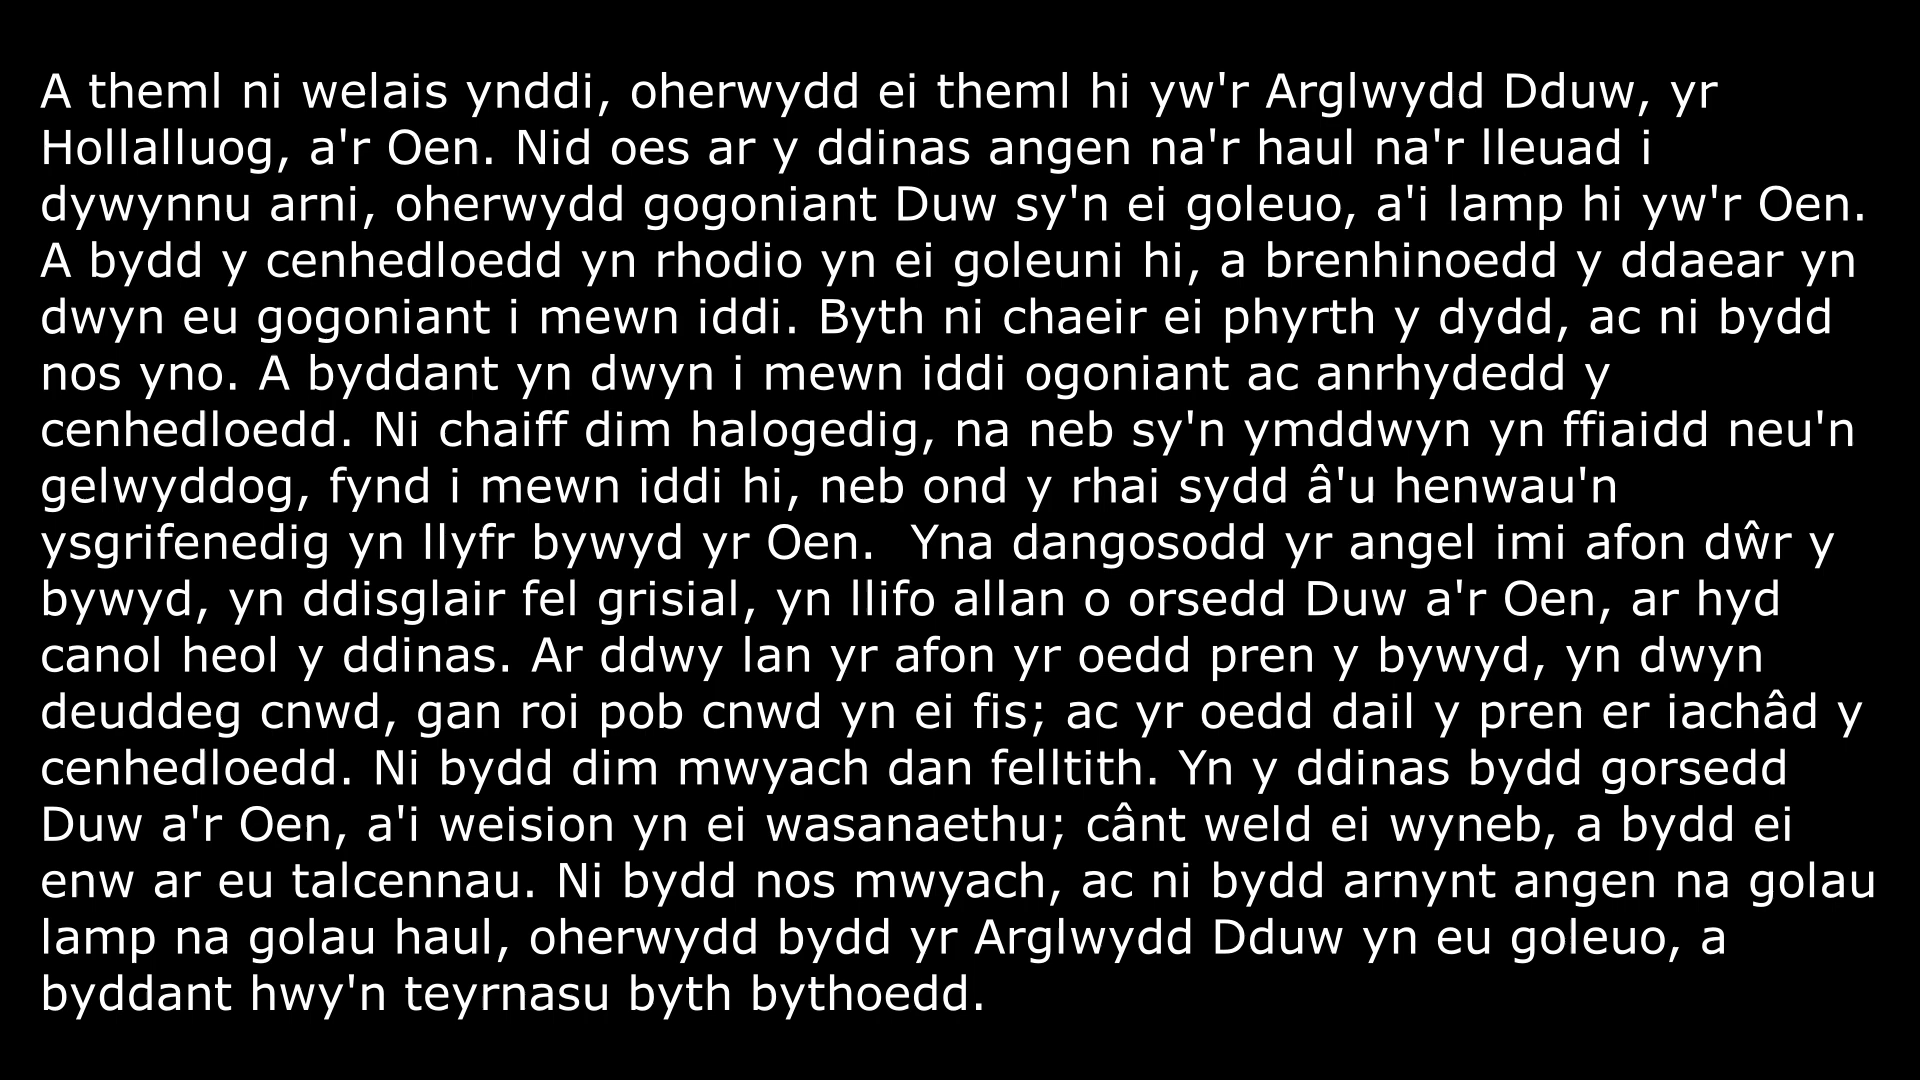 A theml ni welais ynddi, oherwydd ei theml hi yw'r Arglwydd Dduw, yr
Hollalluog, a'r Oen. Nid oes ar y ddinas angen na'r haul na'r lleuad i
dywynnu arni, oherwydd gogoniant Duw sy'n ei goleuo, a'i lamp hi yw'r Oen.
A bydd y cenhedloedd yn rhodio yn ei goleuni hi, a brenhinoedd y ddaear yn
dwyn eu gogoniant i mewn iddi. Byth ni chaeir ei phyrth y dydd, ac ni bydd
nos yno. A byddant yn dwyn i mewn iddi ogoniant ac anrhydedd y
cenhedloedd. Ni chaiff dim halogedig, na neb sy'n ymddwyn yn ffiaidd neu'n
gelwyddog, fynd i mewn iddi hi, neb ond y rhai sydd â'u henwau'n
ysgrifenedig yn llyfr bywyd yr Oen.  Yna dangosodd yr angel imi afon dŵr y
bywyd, yn ddisglair fel grisial, yn llifo allan o orsedd Duw a'r Oen, ar hyd
canol heol y ddinas. Ar ddwy lan yr afon yr oedd pren y bywyd, yn dwyn
deuddeg cnwd, gan roi pob cnwd yn ei fis; ac yr oedd dail y pren er iachâd y
cenhedloedd. Ni bydd dim mwyach dan felltith. Yn y ddinas bydd gorsedd
Duw a'r Oen, a'i weision yn ei wasanaethu; cânt weld ei wyneb, a bydd ei
enw ar eu talcennau. Ni bydd nos mwyach, ac ni bydd arnynt angen na golau
lamp na golau haul, oherwydd bydd yr Arglwydd Dduw yn eu goleuo, a
byddant hwy'n teyrnasu byth bythoedd.